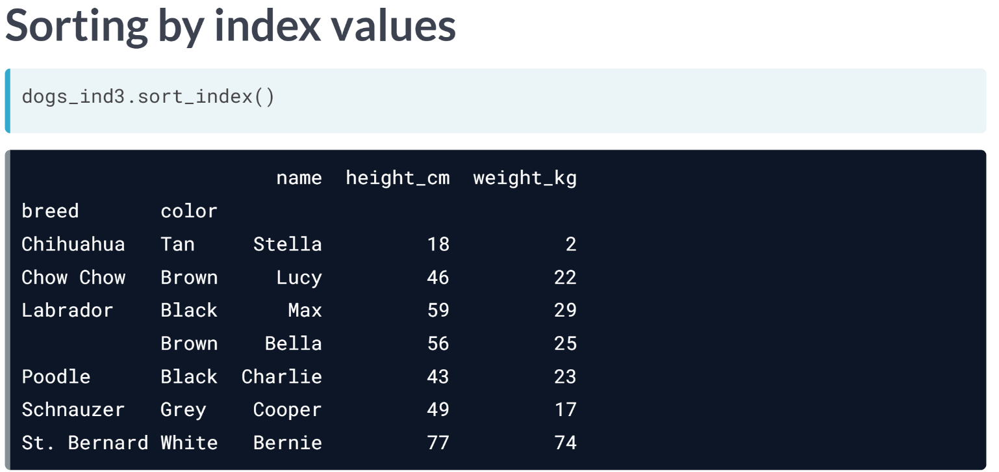 Sorting by index values
dogs_ind3.sort_index()
                      name  height_cm  weight_kg
breed       color
Chihuahua   Tan     Stella         18          2
Chow Chow   Brown     Lucy         46         22
Labrador    Black      Max         59         29
            Brown    Bella         56         25
Poodle      Black  Charlie         43         23
Schnauzer   Grey    Cooper         49         17
St. Bernard White   Bernie         77         74